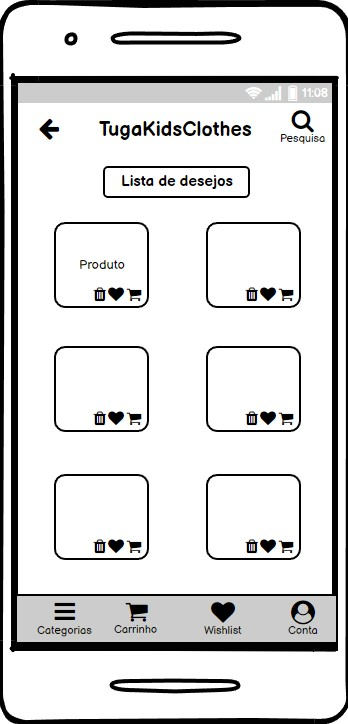 11:08
TugaKidsClothes
Pesquisa
Lista de desejos
Produto
Categorias Carrinho Wishlist Conta